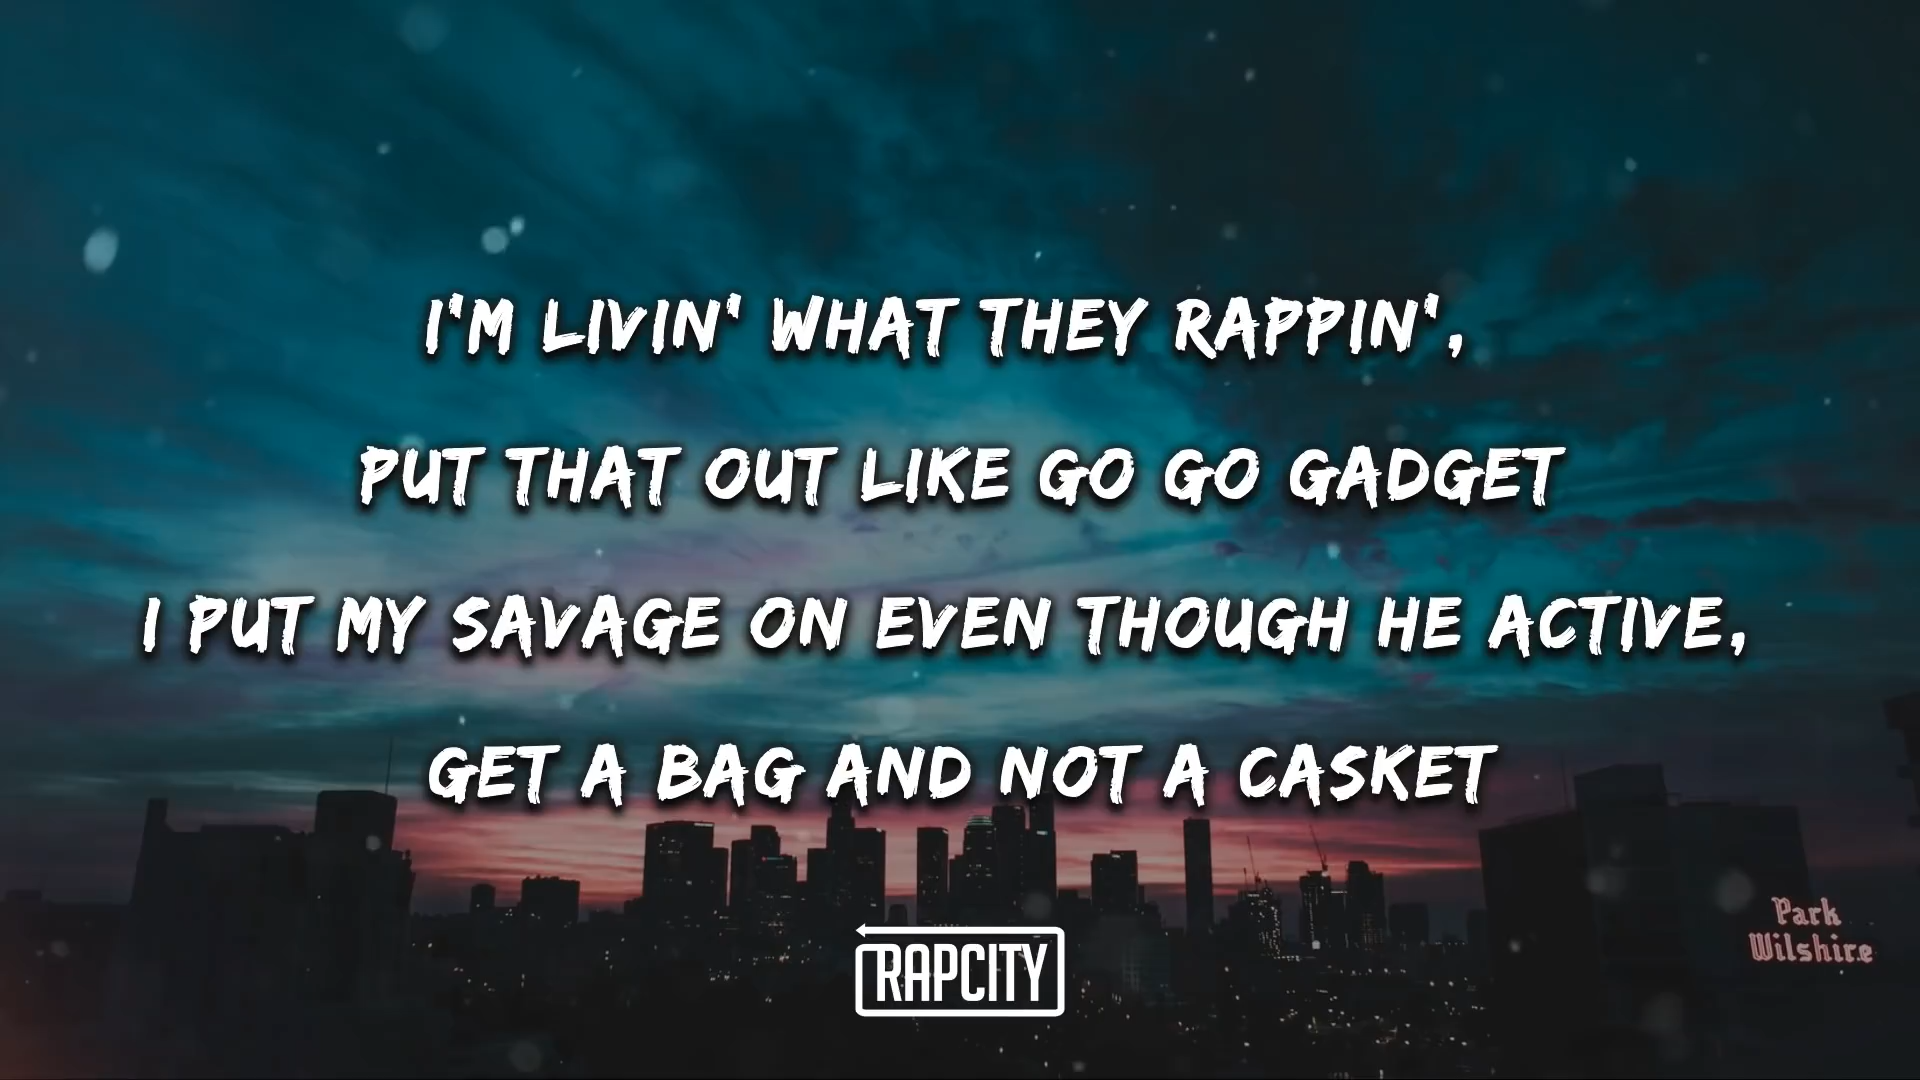 I'M LIVIN' WHAT THEY RAPPIN',
PUT THAT OUT LIKE GO GO GADGET
I PUT MY SAVAGE ON EVEN THOUGH HE ACTIVE,
GET A BAG AND NOT A CASKET
RAPCITY
Park
Wilshire